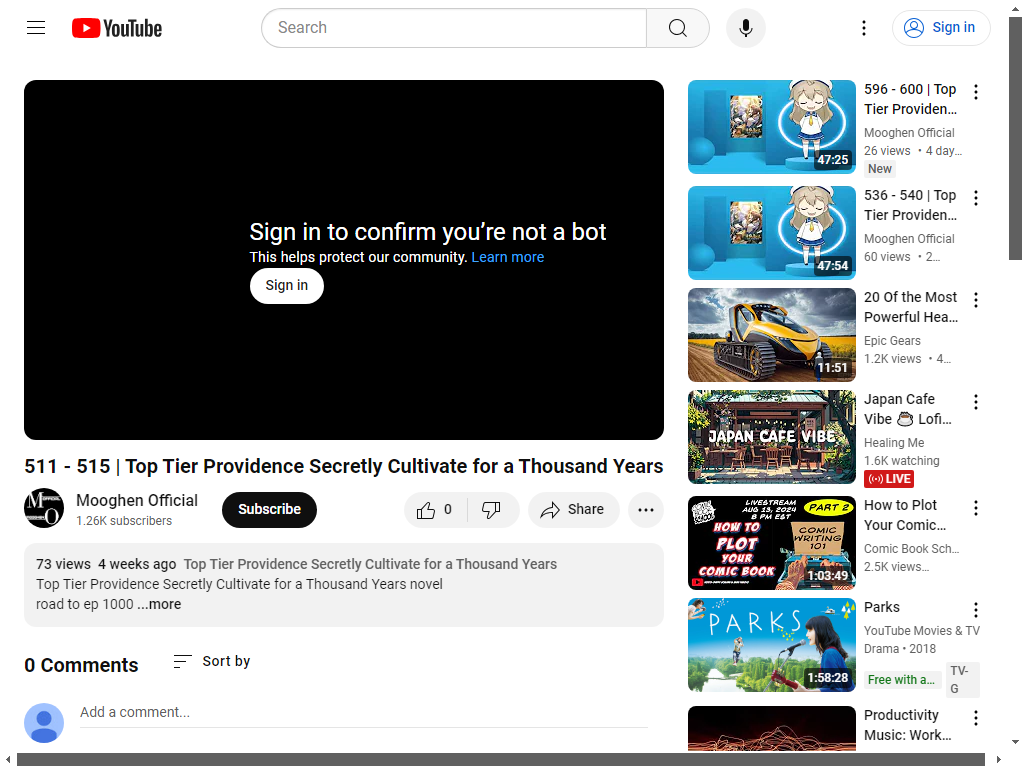 YouTube
Search
Sign in
Sign in to confirm you’re not a bot
This helps protect our community. Learn more
Sign in
511 - 515 | Top Tier Providence Secretly Cultivate for a Thousand Years
Mooghen Official
1.26K subscribers
Subscribe
0
Share
73 views 4 weeks ago Top Tier Providence Secretly Cultivate for a Thousand Years
Top Tier Providence Secretly Cultivate for a Thousand Years novel
road to ep 1000 ...more
0 Comments
Sort by
Add a comment...
47:25
596 - 600 | Top
Tier Providen...
Mooghen Official
26 views • 4 day...
New
47:54
536 - 540 | Top
Tier Providen...
Mooghen Official
60 views • 2...
11:51
20 Of the Most
Powerful Hea...
Epic Gears
1.2K views • 4...
JAPAN CAFE VIBE
Japan Cafe
Vibe ☕ Lofi...
Healing Me
1.6K watching
LIVE
LIVESTREAM
AUG 13, 2024
8 PM EST
PART 2
HOW TO
PLOT
YOUR
COMIC BOOK
COMIC
WRITING
101
1:03:49
How to Plot
Your Comic...
Comic Book Sch...
2.5K views...
PARKS
1:58:28
Parks
YouTube Movies & TV
Drama • 2018
Free with a...
TV-
G
Productivity
Music: Work...